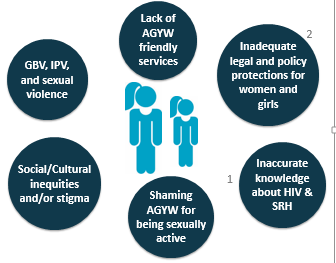 Lack of
AGYW
friendly
services
2
Inadequate
legal and policy
protections for
women and
girls
GBV, IPV,
and sexual
violence
Social/Cultural
inequities
and/or stigma
1
Inaccurate
knowledge
about HIV &
SRH
Shaming
AGYW for
being sexually
active